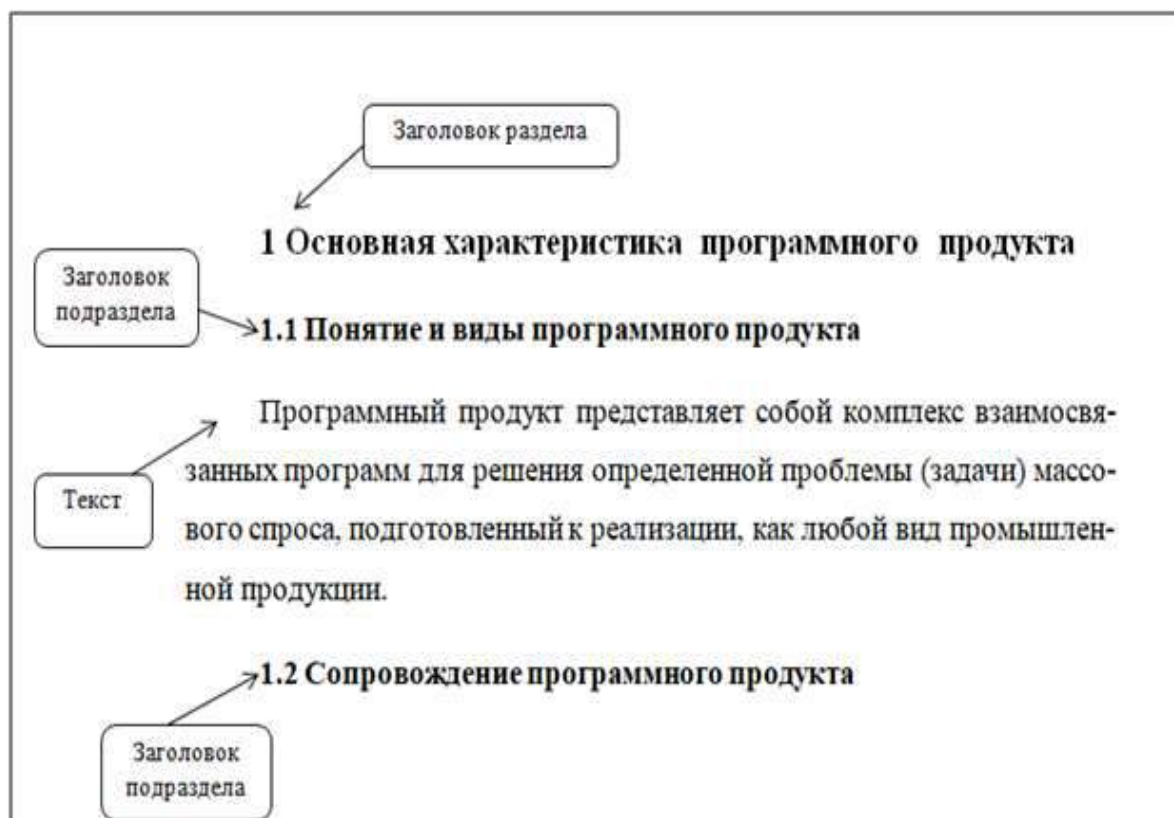 Заголовок раздела
1 Основная характеристика программного продукта
Заголовок
подраздела
1.1 Понятие и виды программного продукта
Программный продукт представляет собой комплекс взаимосвя-
занных программ для решения определенной проблемы (задачи) массо-
Текст
вого спроса, подготовленный к реализации, как любой вид промышлен-
ной продукции.
1.2 Сопровождение программного продукта
Заголовок
подраздела